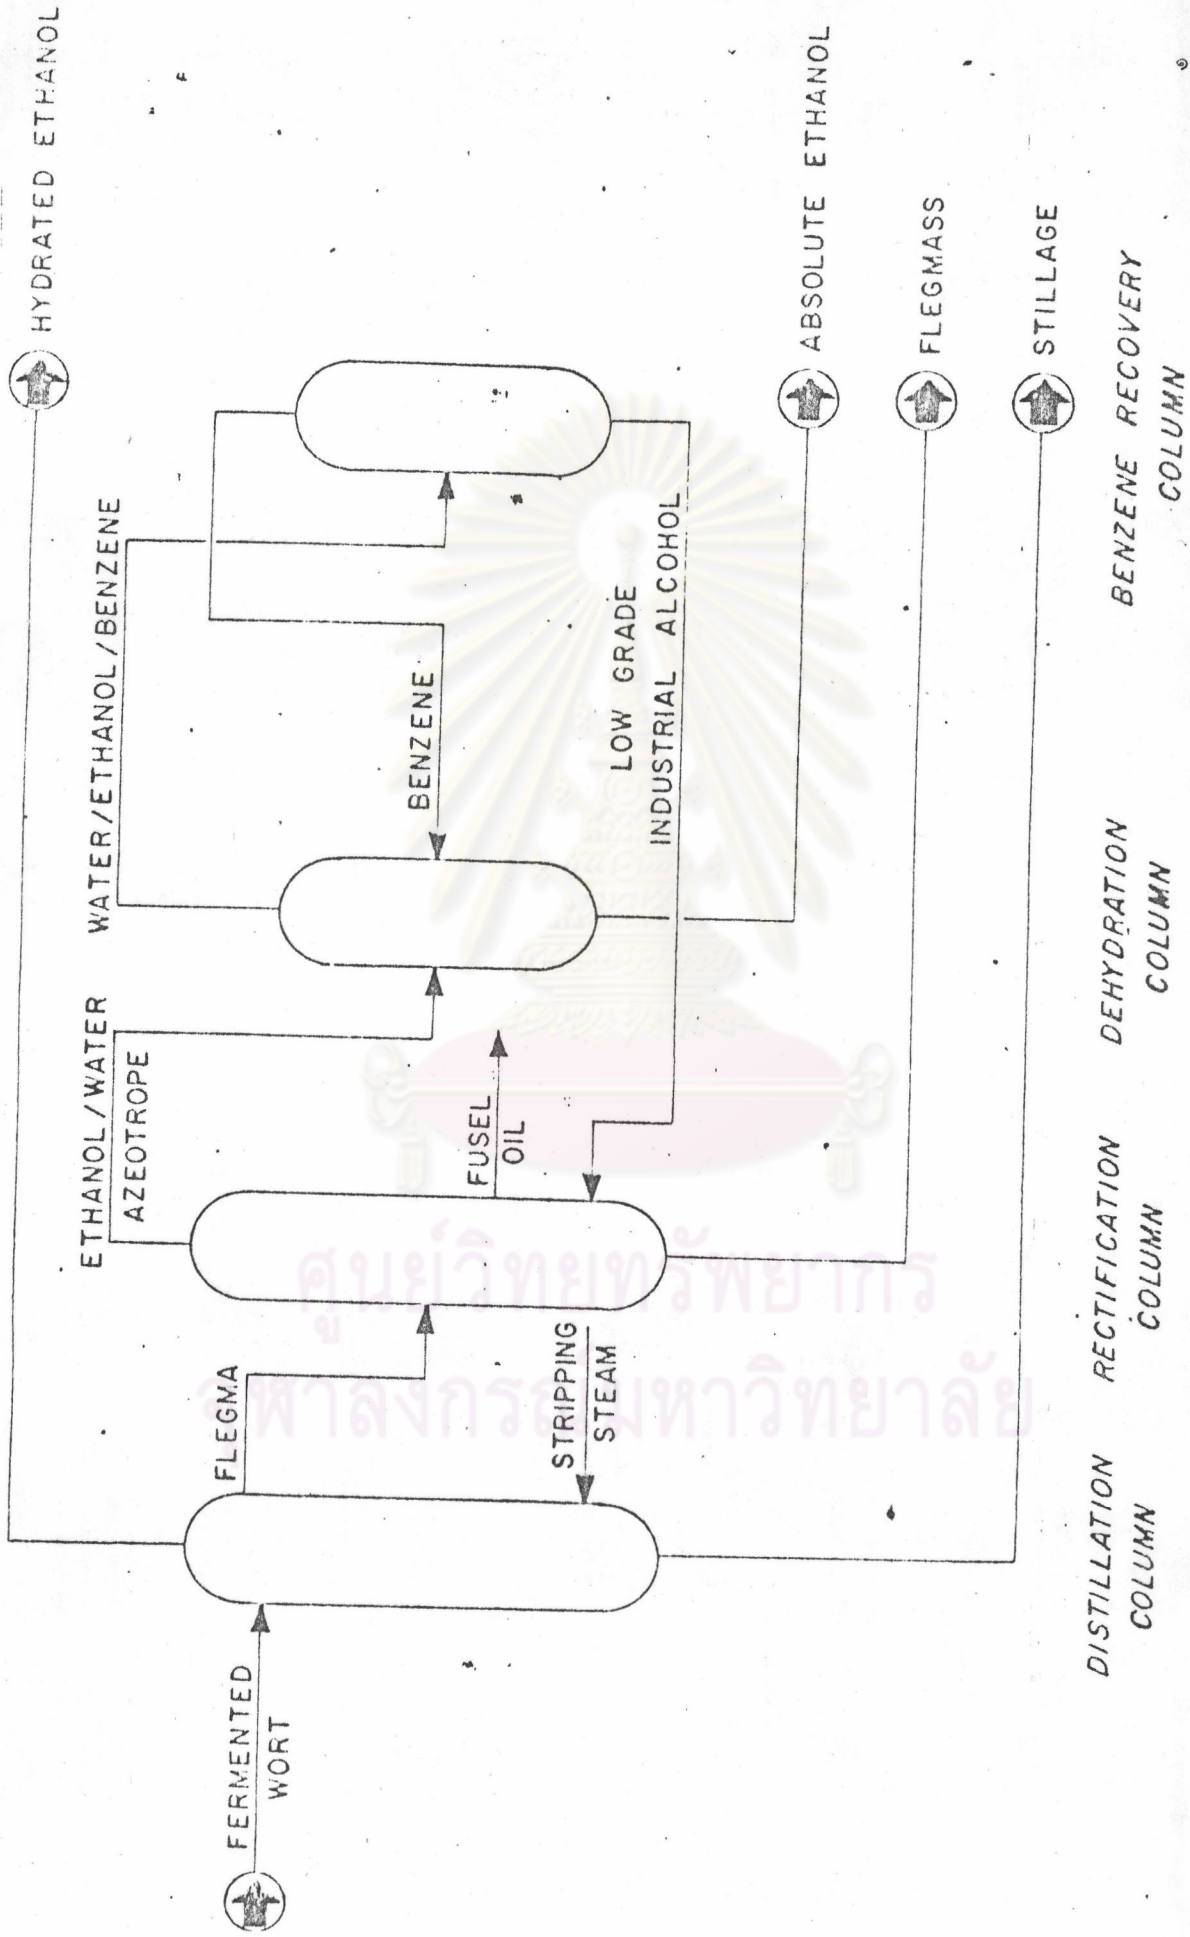 HYDRATED ETHANOL
WATER/ETHANOL/BENZENE
ETHANOL/WATER
AZEOTROPE
FLEGMA
FERMENTED
WORT
BENZENE
FUSEL
OIL
STRIPPING
STEAM
LOW GRADE
INDUSTRIAL ALCOHOL
ABSOLUTE ETHANOL
FLEGMASS
STILLAGE
DISTILLATION
COLUMN
RECTIFICATION
COLUMN
DEHYDRATION
COLUMN
BENZENE RECOVERY
COLUMN
ศูนย์วิทยทรัพยากร
จุฬาลงกรณ์มหาวิทยาลัย